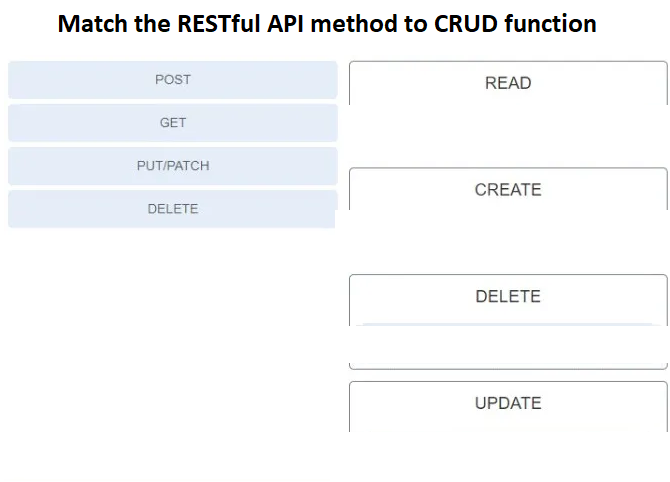 Match the RESTful API method to CRUD function
POST
GET
PUT/PATCH
DELETE
READ
CREATE
DELETE
UPDATE